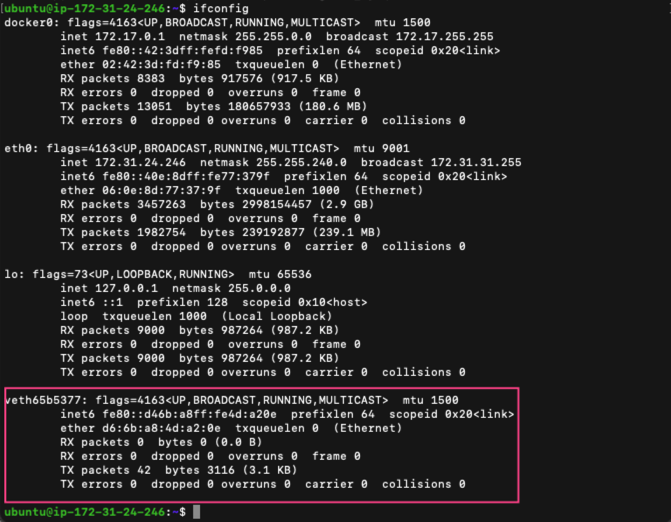 ubuntu@ip-172-31-24-246:~$ ifconfig
docker0: flags=4163<UP,BROADCAST,RUNNING,MULTICAST>  mtu 1500
        inet 172.17.0.1  netmask 255.255.0.0  broadcast 172.17.255.255
        inet6 fe80::42:3dff:fefd:f985  prefixlen 64  scopeid 0x20<link>
        ether 02:42:3d:fd:f9:85  txqueuelen 0  (Ethernet)
        RX packets 8383  bytes 917576 (917.5 KB)
        RX errors 0  dropped 0  overruns 0  frame 0
        TX packets 13051  bytes 180657933 (180.6 MB)
        TX errors 0  dropped 0 overruns 0  carrier 0  collisions 0
eth0: flags=4163<UP,BROADCAST,RUNNING,MULTICAST>  mtu 9001
        inet 172.31.24.246  netmask 255.255.240.0  broadcast 172.31.31.255
        inet6 fe80::40e:8dff:fe77:379f  prefixlen 64  scopeid 0x20<link>
        ether 06:0e:8d:77:37:9f  txqueuelen 1000  (Ethernet)
        RX packets 3457263  bytes 2998154457 (2.9 GB)
        RX errors 0  dropped 0  overruns 0  frame 0
        TX packets 1982754  bytes 239192877 (239.1 MB)
        TX errors 0  dropped 0 overruns 0  carrier 0  collisions 0
lo: flags=73<UP,LOOPBACK,RUNNING>  mtu 65536
        inet 127.0.0.1  netmask 255.0.0.0
        inet6 ::1  prefixlen 128  scopeid 0x10<host>
        loop  txqueuelen 1000  (Local Loopback)
        RX packets 9000  bytes 987264 (987.2 KB)
        RX errors 0  dropped 0  overruns 0  frame 0
        TX packets 9000  bytes 987264 (987.2 KB)
        TX errors 0  dropped 0 overruns 0  carrier 0  collisions 0
veth65b5377: flags=4163<UP,BROADCAST,RUNNING,MULTICAST>  mtu 1500
        inet6 fe80::d46b:a8ff:fe4d:a20e  prefixlen 64  scopeid 0x20<link>
        ether d6:6b:a8:4d:a2:0e  txqueuelen 0  (Ethernet)
        RX packets 0  bytes 0 (0.0 B)
        RX errors 0  dropped 0  overruns 0  frame 0
        TX packets 42  bytes 3116 (3.1 KB)
        TX errors 0  dropped 0 overruns 0  carrier 0  collisions 0
ubuntu@ip-172-31-24-246:~$